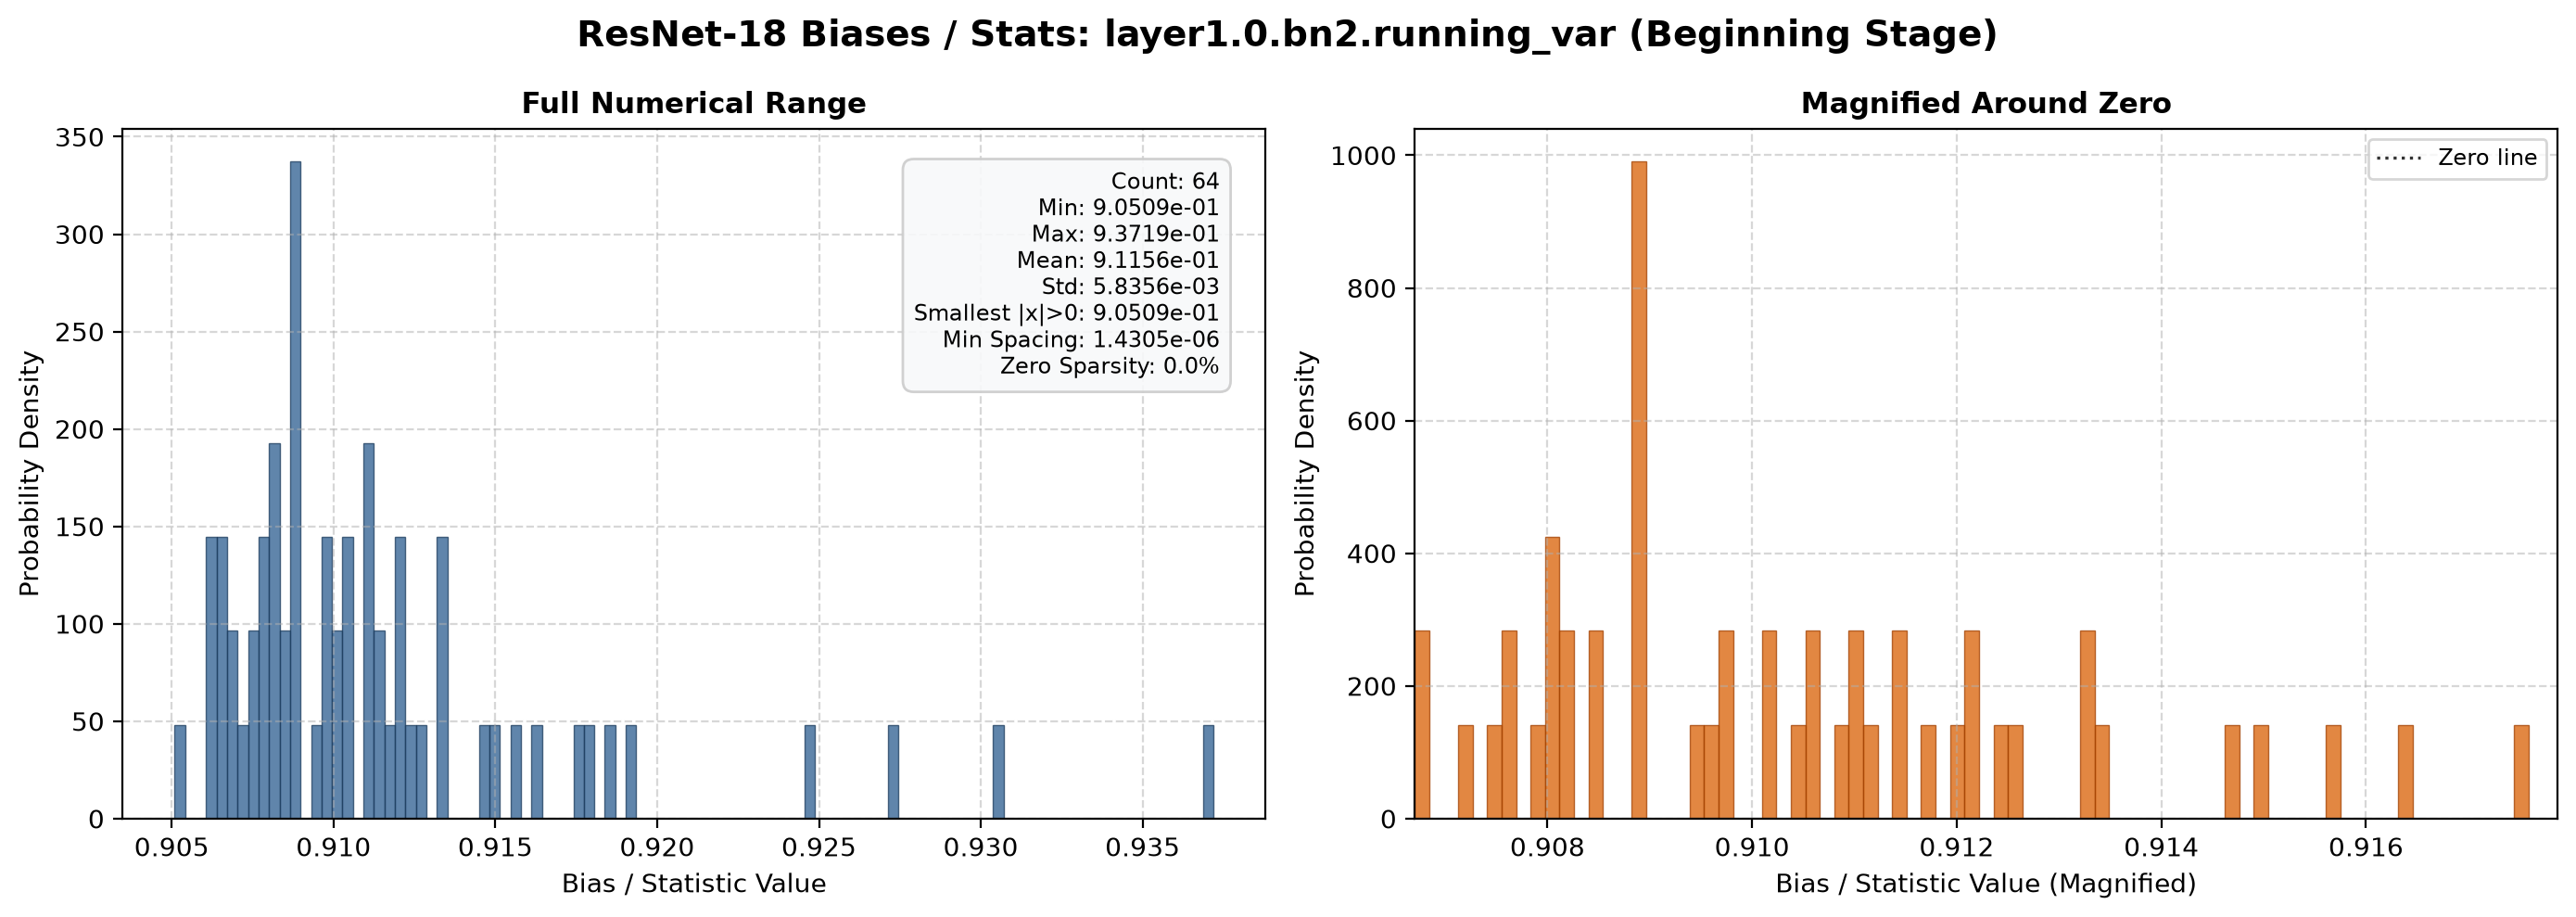 ResNet-18 Biases / Stats: layer1.0.bn2.running_var (Beginning Stage)
Full Numerical Range
350
300
250
200
150
100
50
0
Probability Density
Count: 64
Min: 9.0509e-01
Max: 9.3719e-01
Mean: 9.1156e-01
Std: 5.8356e-03
Smallest |x|>0: 9.0509e-01
Min Spacing: 1.4305e-06
Zero Sparsity: 0.0%
0.905 0.910 0.915 0.920 0.925 0.930 0.935
Bias / Statistic Value
Magnified Around Zero
1000
800
600
400
200
0
Probability Density
Zero line
0.908 0.910 0.912 0.914 0.916
Bias / Statistic Value (Magnified)